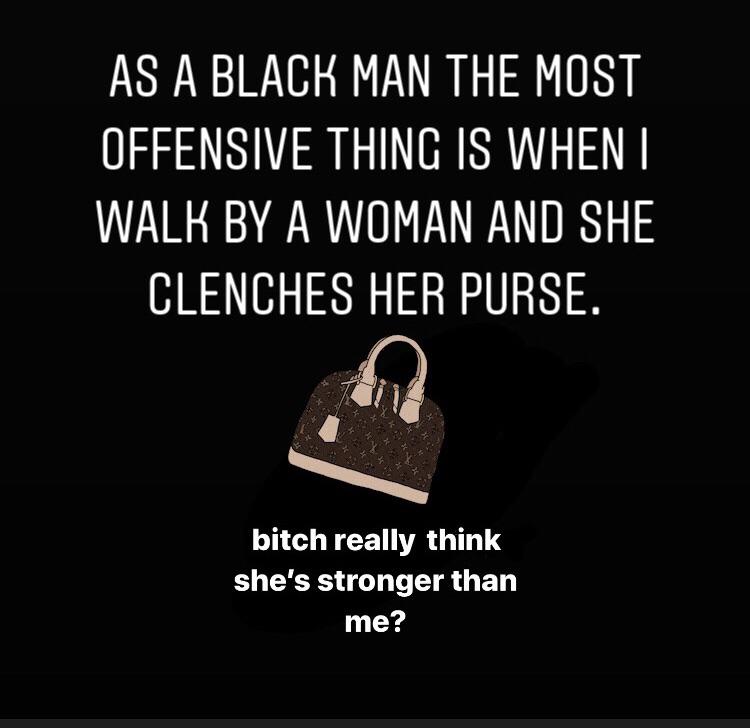 AS A BLACK MAN THE MOST
OFFENSIVE THING IS WHEN I
WALK BY A WOMAN AND SHE
CLENCHES HER PURSE.
bitch really think
she's stronger than
me?